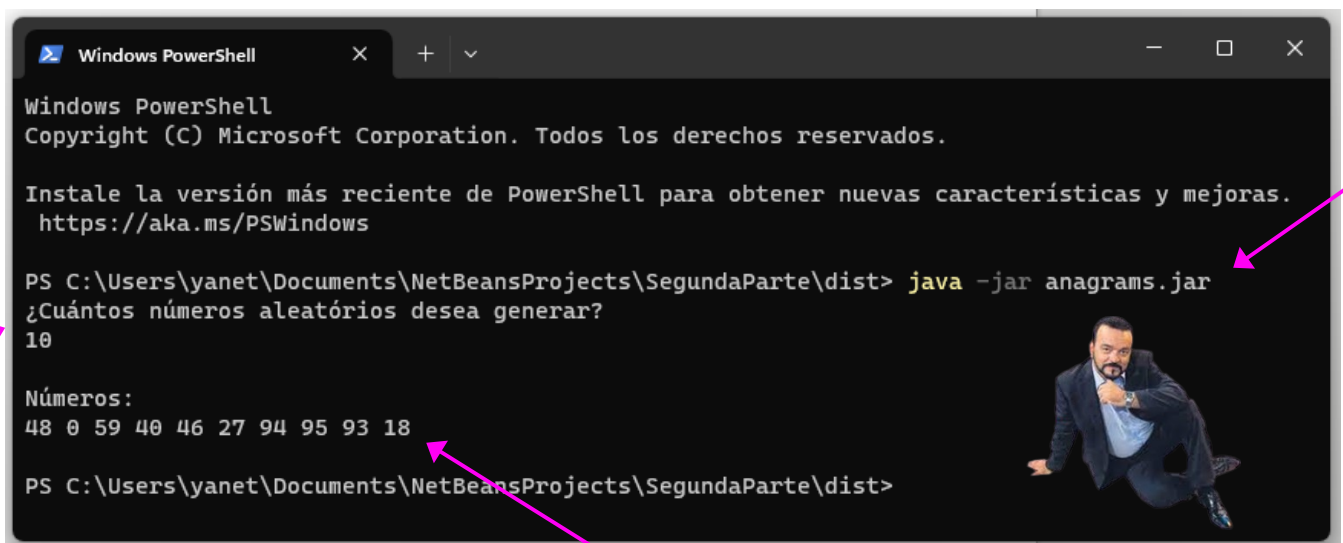 Windows PowerShell
Windows PowerShell
Copyright (C) Microsoft Corporation. Todos los derechos reservados.
Instale la versión más reciente de PowerShell para obtener nuevas características y mejoras.
https://aka.ms/PSWindows
PS C:\Users\yanet\Documents\NetBeansProjects\SegundaParte\dist> java -jar anagrams.jar
¿Cuántos números aleatórios desea generar?
10
Números:
48 0 59 40 46 27 94 95 93 18
PS C:\Users\yanet\Documents\NetBeansProjects\SegundaParte\dist>